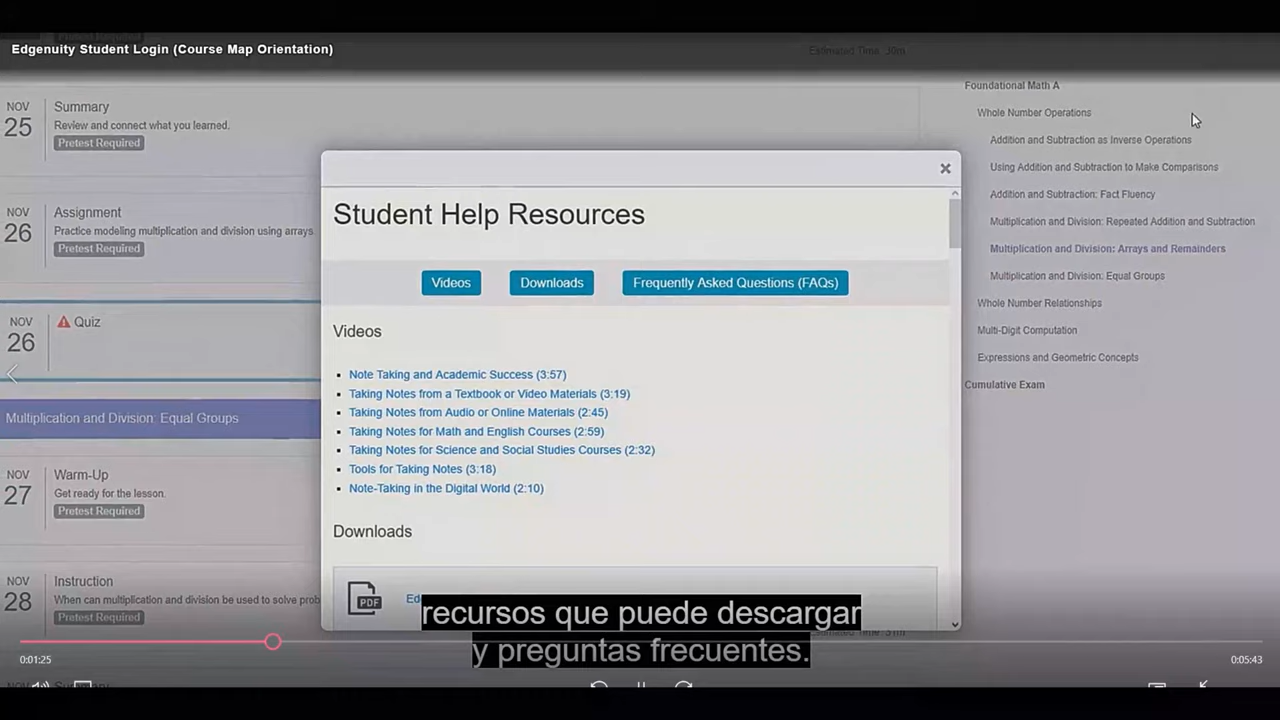 Edgenuity Student Login (Course Map Orientation)
Estimated Time: 30m
NOV
25
Summary
Review and connect what you learned.
Pretest Required
NOV
26
Assignment
Practice modeling multiplication and division using arrays
Pretest Required
NOV
26
Quiz
Multiplication and Division: Equal Groups
NOV
27
Warm-Up
Get ready for the lesson.
Pretest Required
NOV
28
Instruction
When can multiplication and division be used to solve prob
Pretest Required
Student Help Resources
Videos
Downloads
Frequently Asked Questions (FAQs)
Videos
Note Taking and Academic Success (3:57)
Taking Notes from a Textbook or Video Materials (3:19)
Taking Notes from Audio or Online Materials (2:45)
Taking Notes for Math and English Courses (2:59)
Taking Notes for Science and Social Studies Courses (2:32)
Tools for Taking Notes (3:18)
Note-Taking in the Digital World (2:10)
Downloads
PDF
Foundational Math A
Whole Number Operations
Addition and Subtraction as Inverse Operations
Using Addition and Subtraction to Make Comparisons
Addition and Subtraction: Fact Fluency
Multiplication and Division: Repeated Addition and Subtraction
Multiplication and Division: Arrays and Remainders
Multiplication and Division: Equal Groups
Whole Number Relationships
Multi-Digit Computation
Expressions and Geometric Concepts
Cumulative Exam
recursos que puede descargar
y preguntas frecuentes.
0:01:25
0:05:43